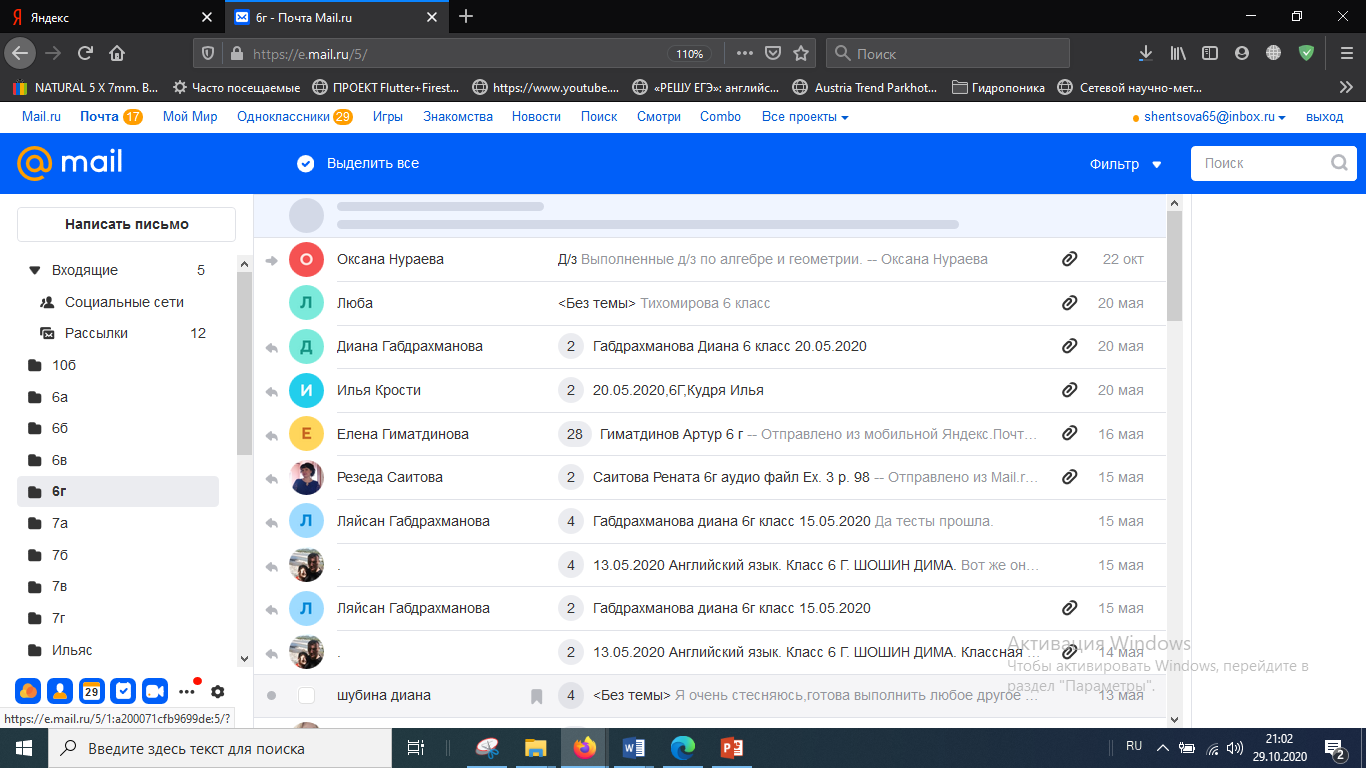 Яндекс
6г - Почта Mail.ru
https://e.mail.ru/5/
110%
Поиск
NATURAL 5 X 7mm. B...
Часто посещаемые
ПРОЕКТ Flutter+Firest...
https://www.youtube....
«РЕШУ ЕГЭ»: английс...
Austria Trend Parkhot...
Гидропоника
Сетевой научно-мет...
Mail.ru Почта 17 Мой Мир Одноклассники 29 Игры Знакомства Новости Поиск Смотри Combo Все проекты shentsova65@inbox.ru выход
@mail Выделить все Фильтр Поиск
Написать письмо
Входящие 5
Социальные сети
Рассылки 12
10б
6а
6б
6в
6г
7а
7б
7в
7г
Ильяс
О Оксана Нураева Д/з Выполненные д/з по алгебре и геометрии. -- Оксана Нураева 22 окт
Л Люба <Без темы> Тихомирова 6 класс 20 мая
Д Диана Габдрахманова 2 Габдрахманова Диана 6 класс 20.05.2020 20 мая
И Илья Крости 2 20.05.2020,6Г,Кудря Илья 20 мая
Е Елена Гиматдинова 28 Гиматдинов Артур 6 г -- Отправлено из мобильной Яндекс.Почт... 16 мая
Резеда Саитова 2 Саитова Рената 6г аудио файл Ex. 3 p. 98 -- Отправлено из Mail.r... 15 мая
Л Ляйсан Габдрахманова 4 Габдрахманова диана 6г класс 15.05.2020 Да тесты прошла. 15 мая
. 4 13.05.2020 Английский язык. Класс 6 Г. ШОШИН ДИМА. Вот же он... 15 мая
Л Ляйсан Габдрахманова 2 Габдрахманова диана 6г класс 15.05.2020 15 мая
. 2 13.05.2020 Английский язык. Класс 6 Г. ШОШИН ДИМА. Классная ... 14 мая
шубина диана 4 <Без темы> Я очень стесняюсь,готова выполнить любое другое ... 13 мая
Активация Windows
Чтобы активировать Windows, перейдите в
раздел "Параметры".
29
https://e.mail.ru/5/1:a200071cfb9699de:5/?
Введите здесь текст для поиска
RU
21:02
29.10.2020
2